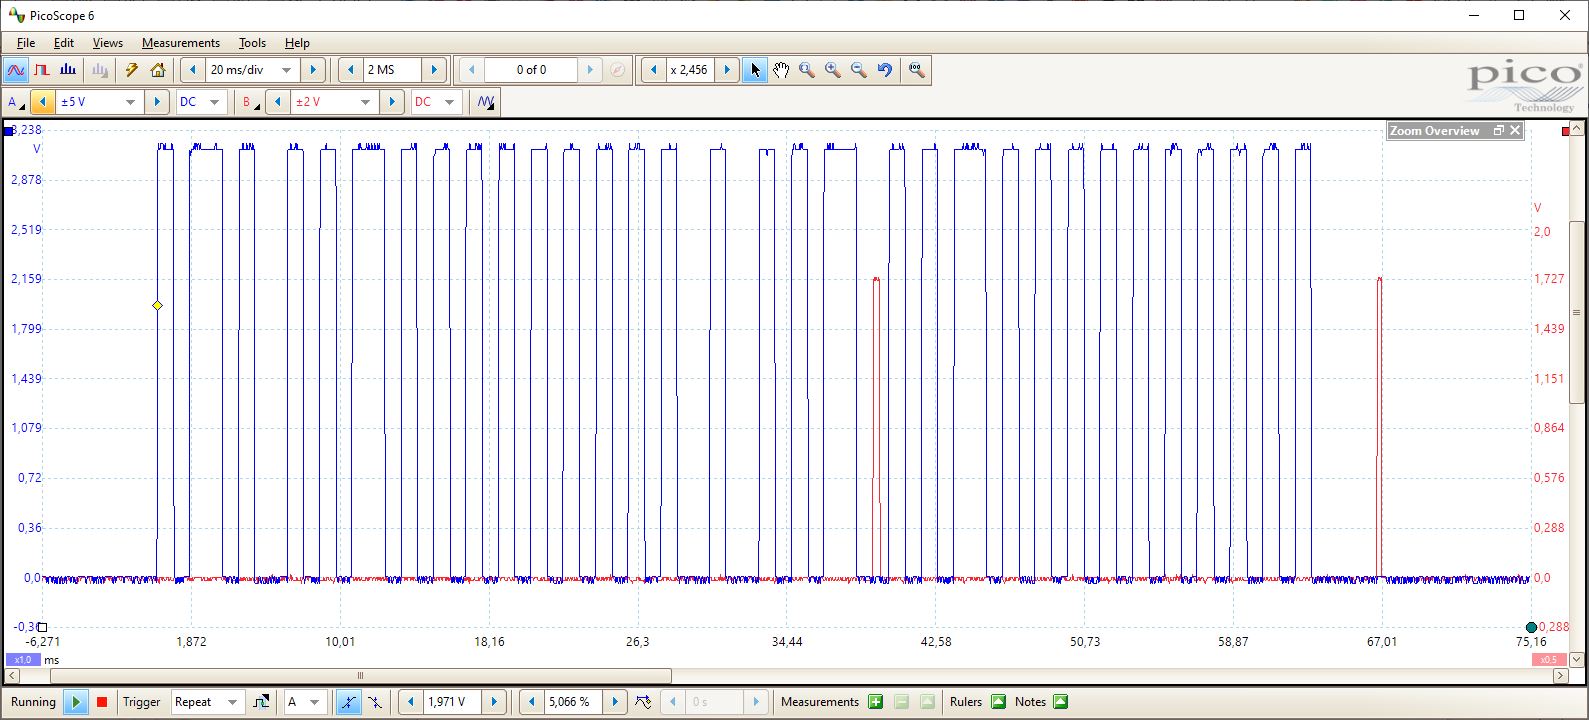 PicoScope 6
File Edit Views Measurements Tools Help
20 ms/div 2 MS 0 of 0 x 2,456
pico
Technology
A ±5 V DC B ±2 V DC
Zoom Overview
3,238
V
2,878
2,519
2,159
1,799
1,439
1,079
0,72
0,36
0,0
-0,36
V
2,0
1,727
1,439
1,151
0,864
0,576
0,288
0,0
-0,288
-6,271 1,872 10,01 18,16 26,3 34,44 42,58 50,73 58,87 67,01 75,16
x1,0 ms x0,5
Running Trigger Repeat A 1,971 V 5,066 % 0 s Measurements Rulers Notes